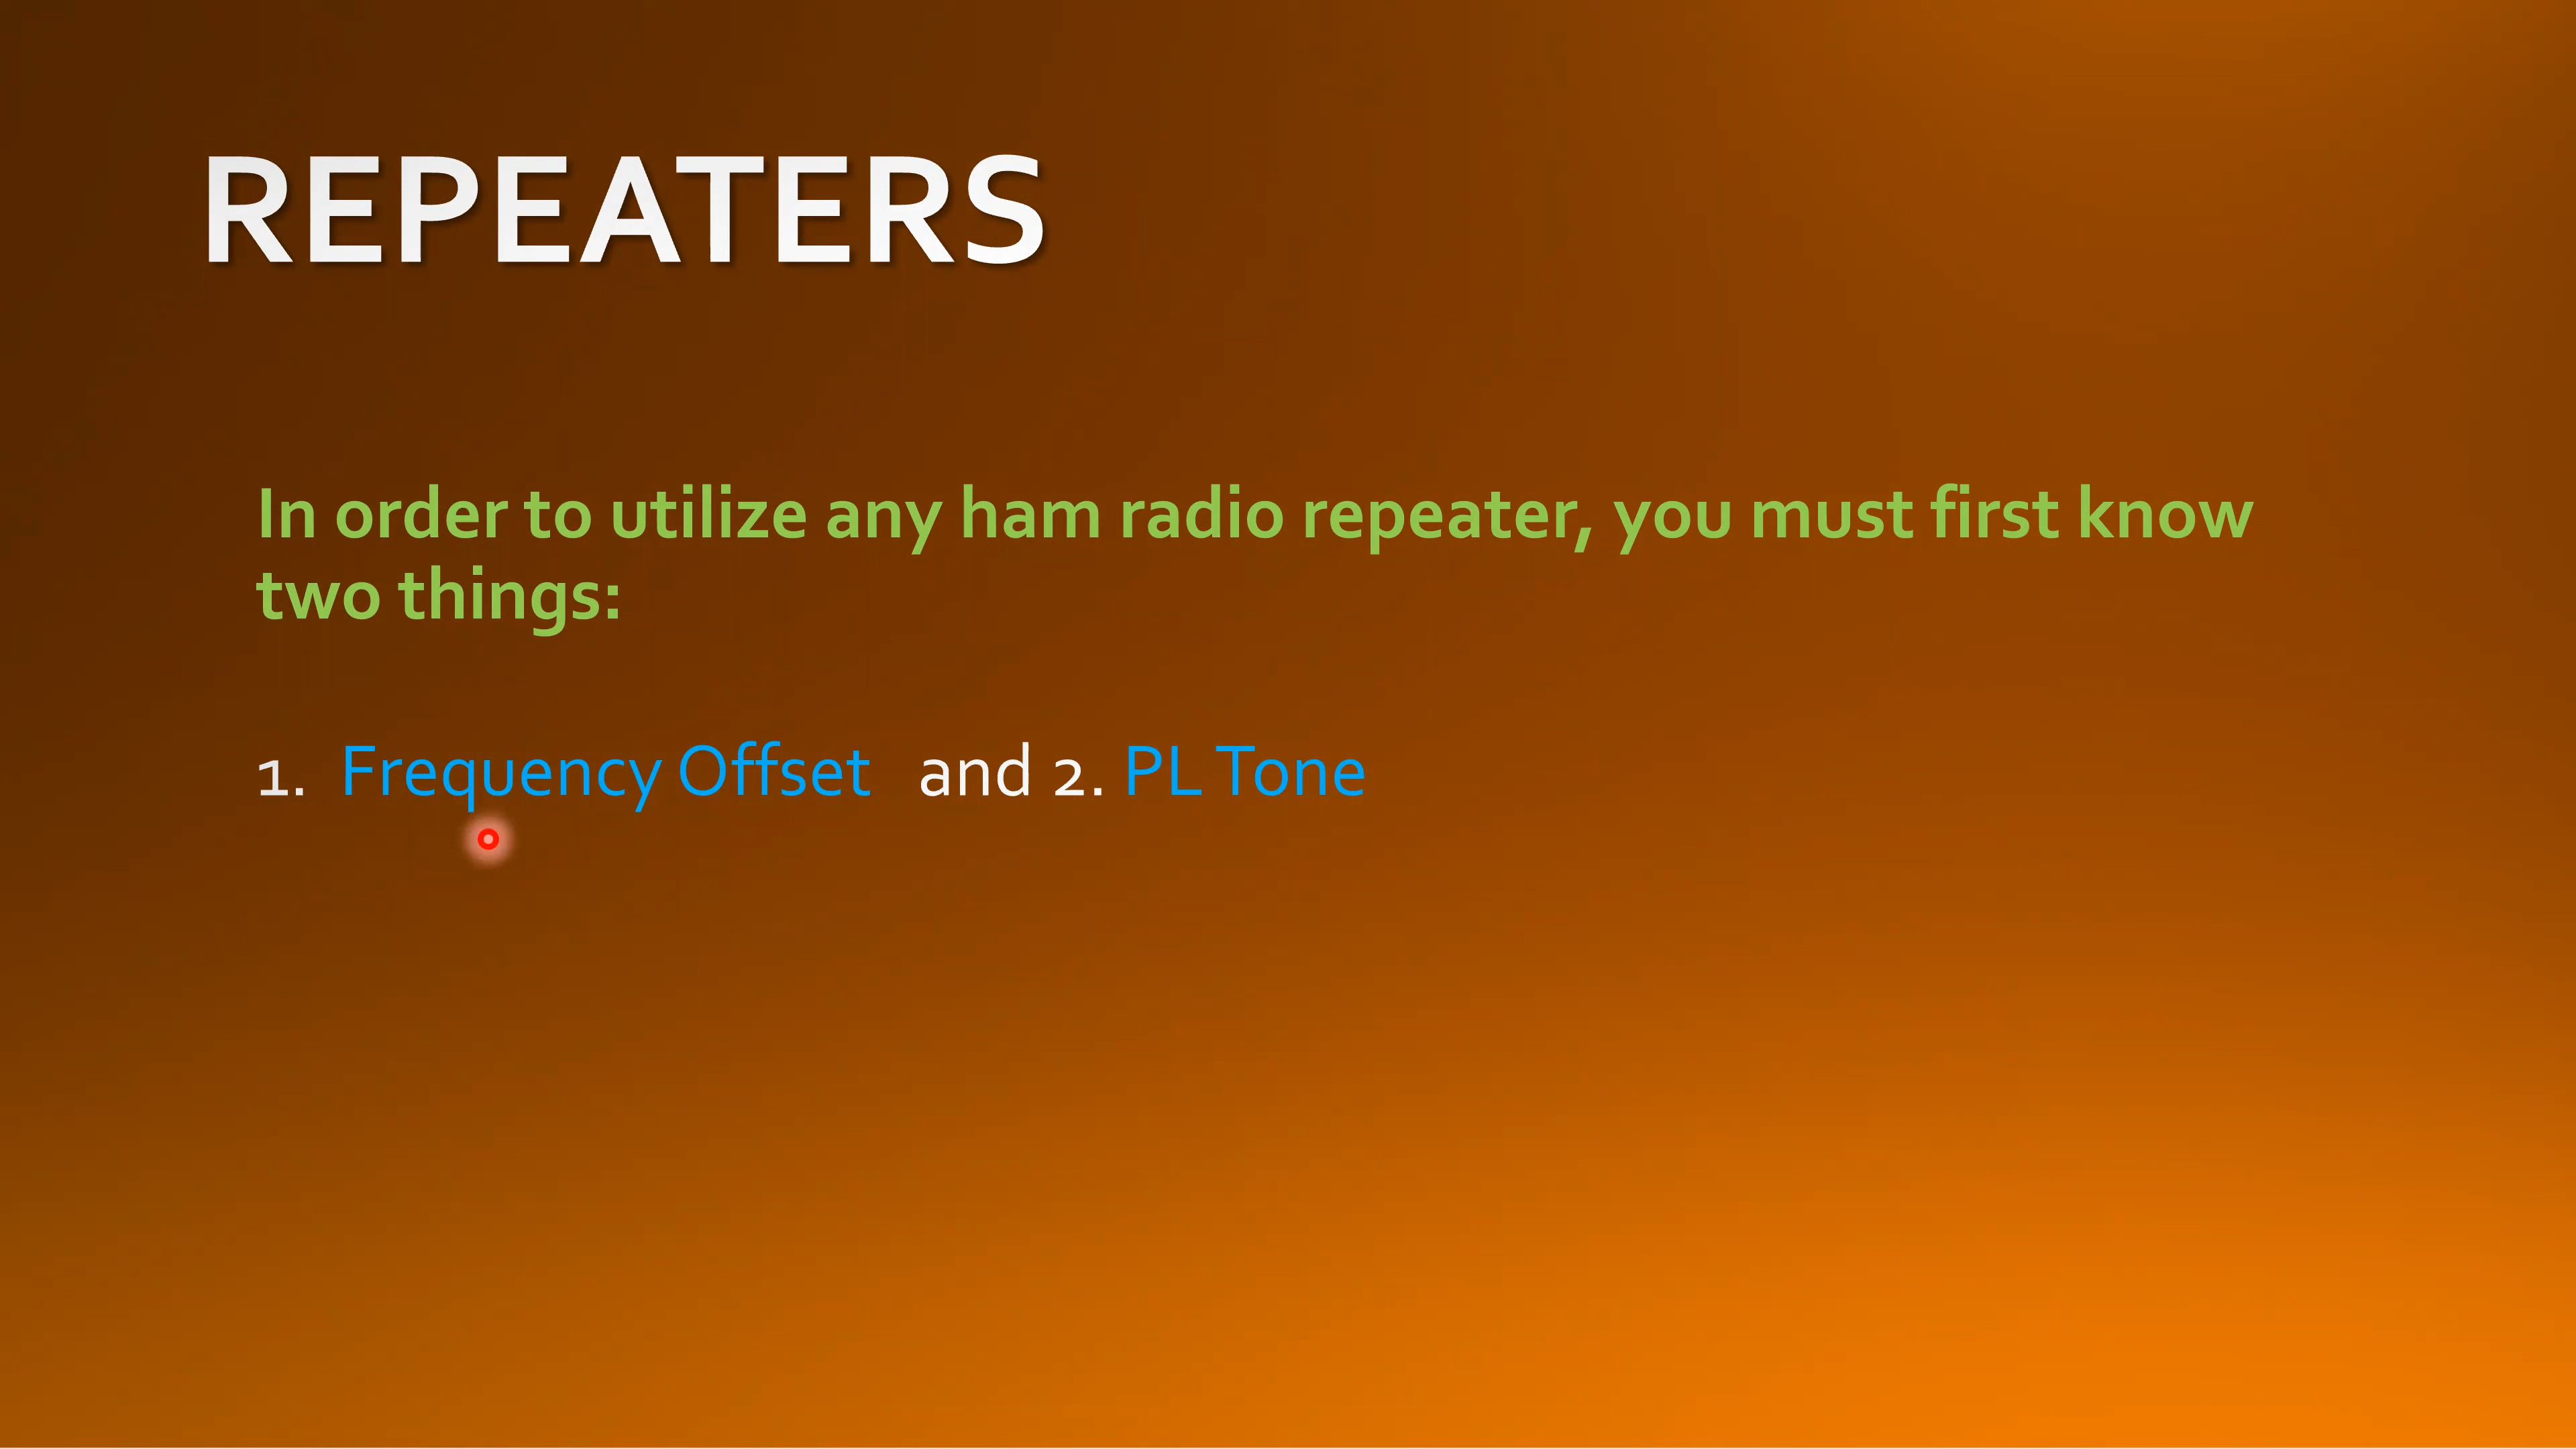 REPEATERS
In order to utilize any ham radio repeater, you must first know
two things:
1. Frequency Offset and 2. PL Tone